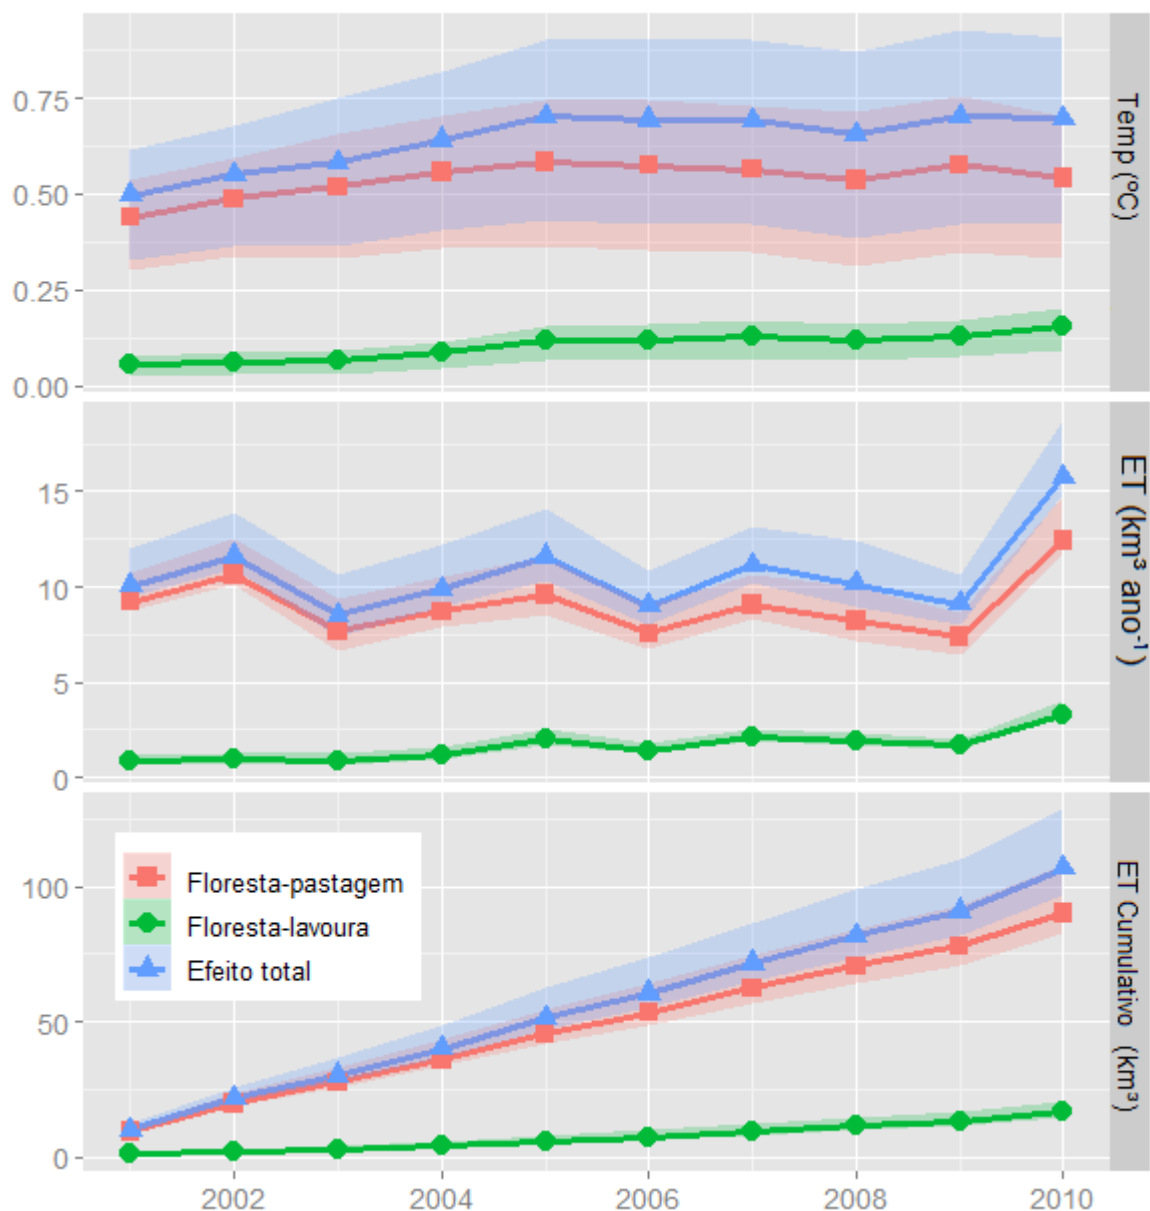 0.75
0.50
0.25
0.00
Temp (ºC)
15
10
5
0
ET (km³ ano⁻¹)
100
50
0
ET Cumulativo (km³)
Floresta-pastagem
Floresta-lavoura
Efeito total
2002 2004 2006 2008 2010